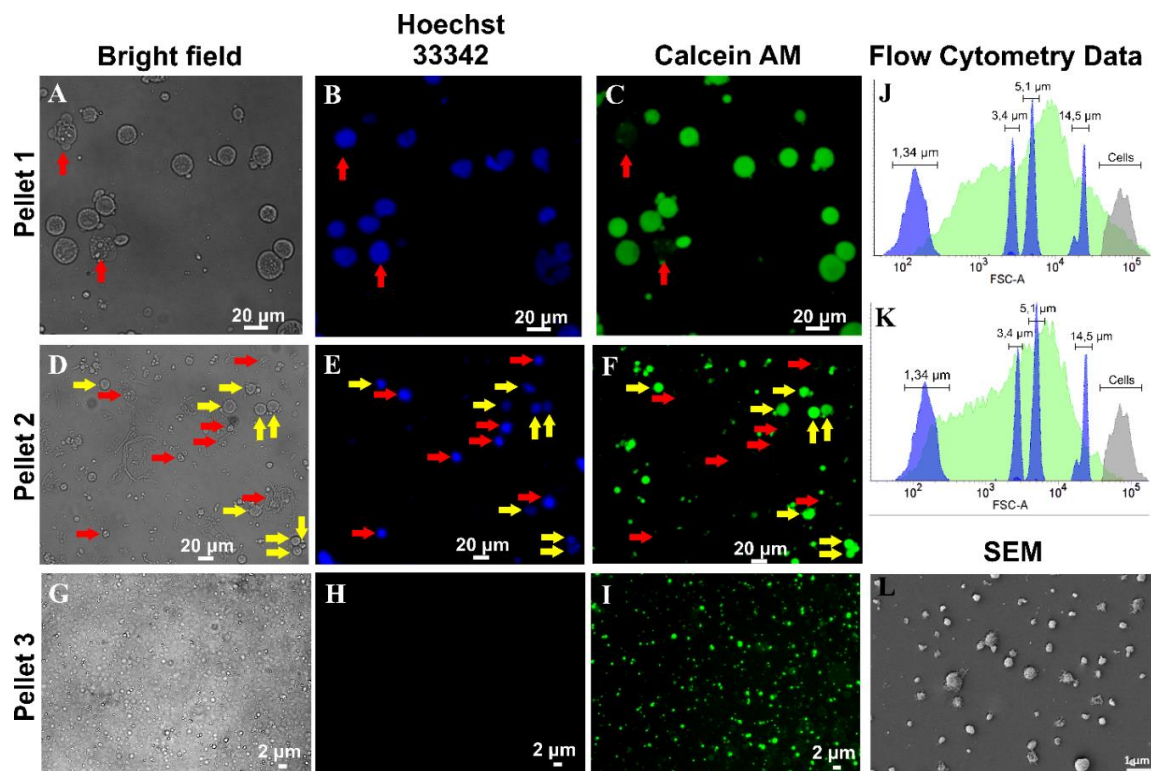 Hoechst
33342
Bright field
Calcein AM
Flow Cytometry Data
Pellet 1
A
20 µm
B
20 µm
C
20 µm
J
1,34 µm
3,4 µm
5,1 µm
14,5 µm
Cells
10² 10³ 10⁴ 10⁵
FSC-A
Pellet 2
D
20 µm
E
20 µm
F
20 µm
K
1,34 µm
3,4 µm
5,1 µm
14,5 µm
Cells
10² 10³ 10⁴ 10⁵
FSC-A
SEM
Pellet 3
G
2 µm
H
2 µm
I
2 µm
L
1µm